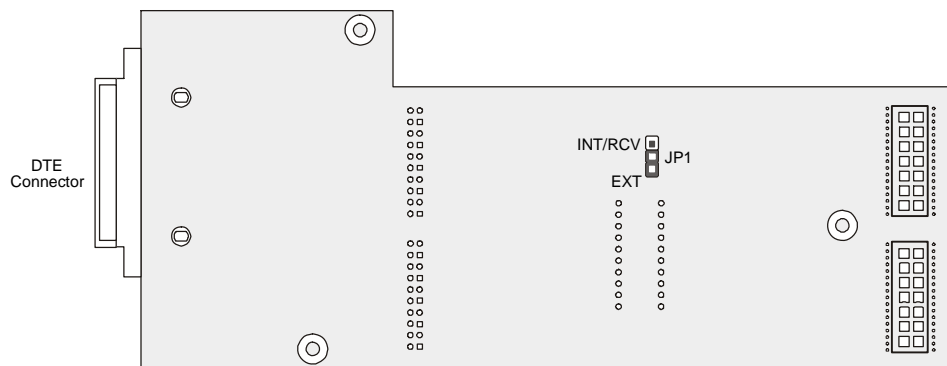 INT/RCV
JP1
EXT
DTE
Connector